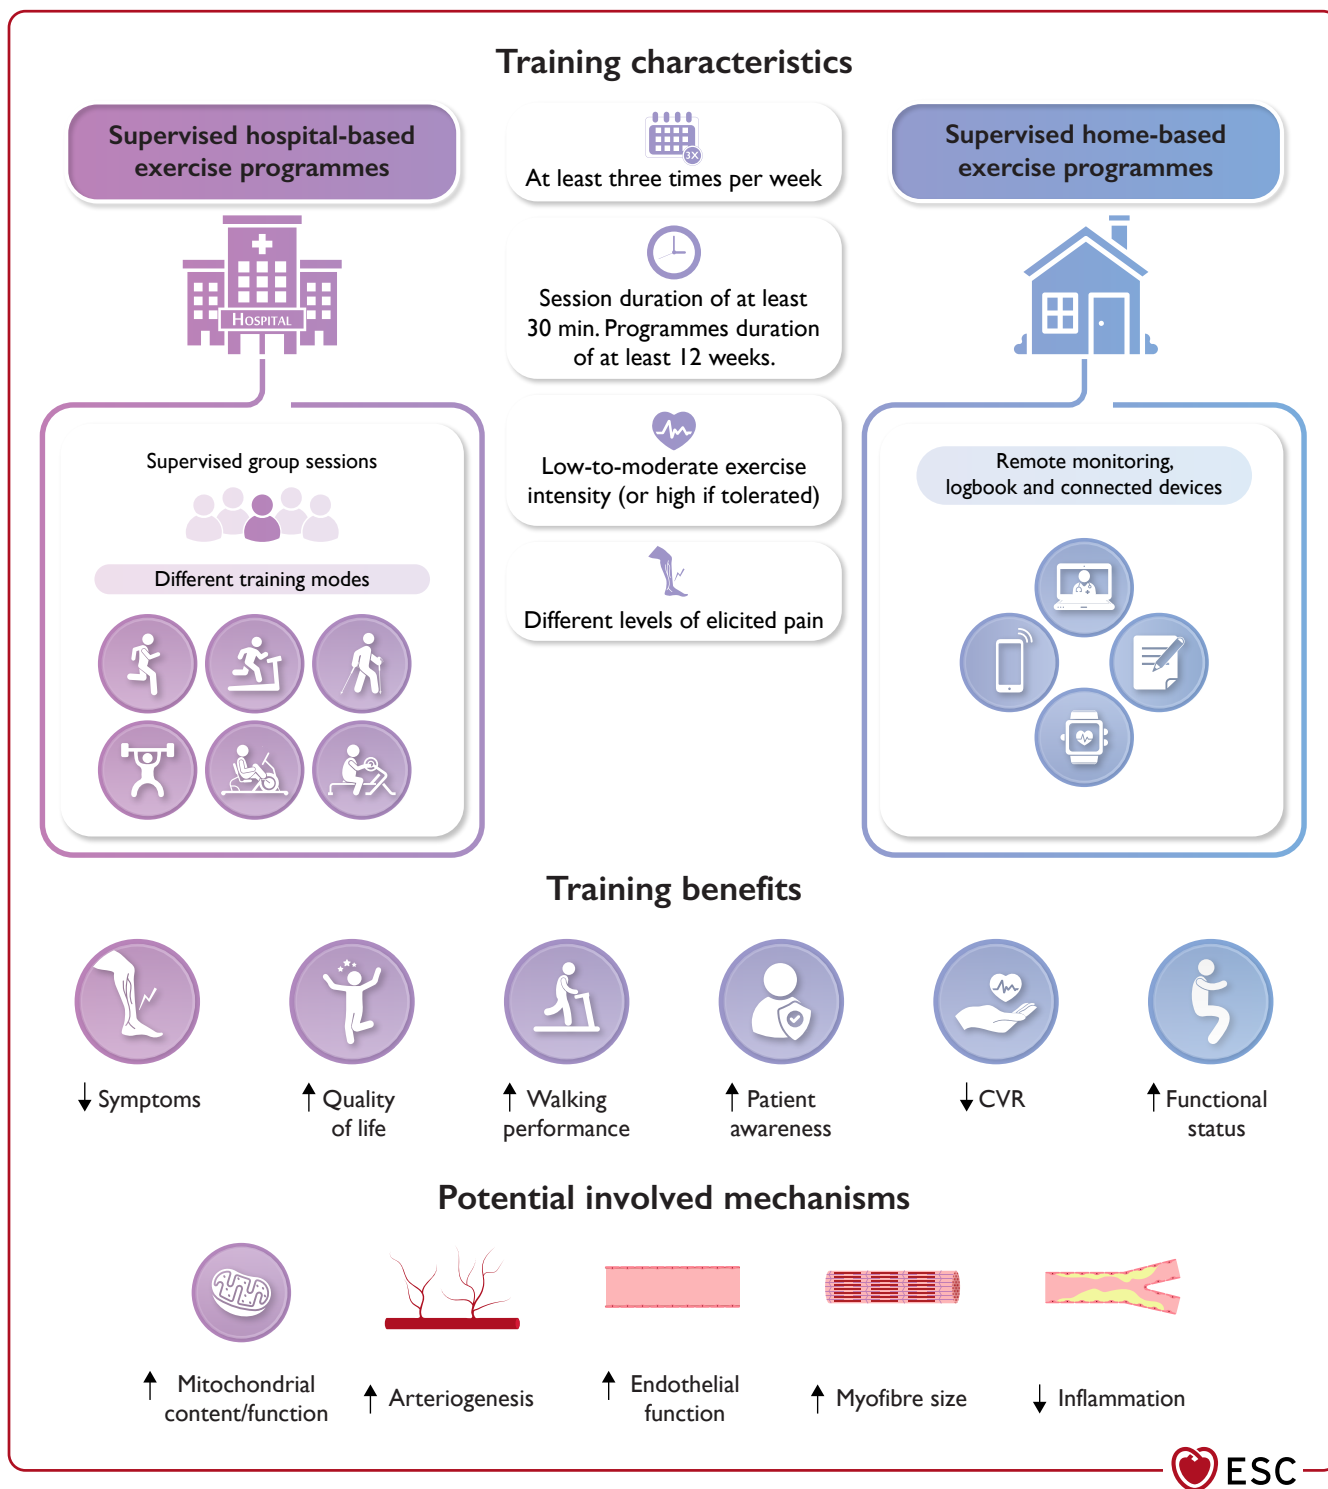 Training characteristics
Supervised hospital-based
exercise programmes
HOSPITAL
Supervised group sessions
Different training modes
3X
At least three times per week
Session duration of at least
30 min. Programmes duration
of at least 12 weeks.
Low-to-moderate exercise
intensity (or high if tolerated)
Different levels of elicited pain
Supervised home-based
exercise programmes
Remote monitoring,
logbook and connected devices
Training benefits
↓ Symptoms
↑ Quality
of life
↑ Walking
performance
↑ Patient
awareness
↓ CVR
↑ Functional
status
Potential involved mechanisms
↑ Mitochondrial
content/function
↑ Arteriogenesis
↑ Endothelial
function
↑ Myofibre size
↓ Inflammation
ESC